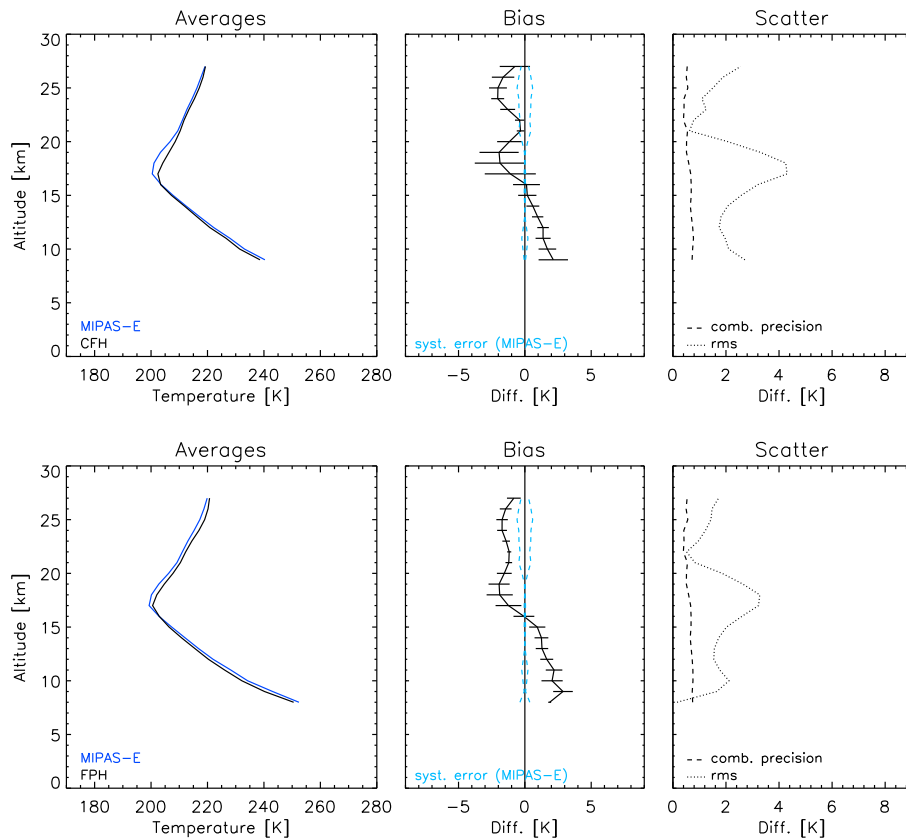 Averages
Bias
Scatter
30
25
20
15
10
5
0
Altitude [km]
MIPAS−E
CFH
syst. error (MIPAS−E)
comb. precision
rms
180 200 220 240 260 280
−5 0 5
0 2 4 6 8
Temperature [K]
Diff. [K]
Diff. [K]
Averages
Bias
Scatter
30
25
20
15
10
5
0
Altitude [km]
MIPAS−E
FPH
syst. error (MIPAS−E)
comb. precision
rms
180 200 220 240 260 280
−5 0 5
0 2 4 6 8
Temperature [K]
Diff. [K]
Diff. [K]